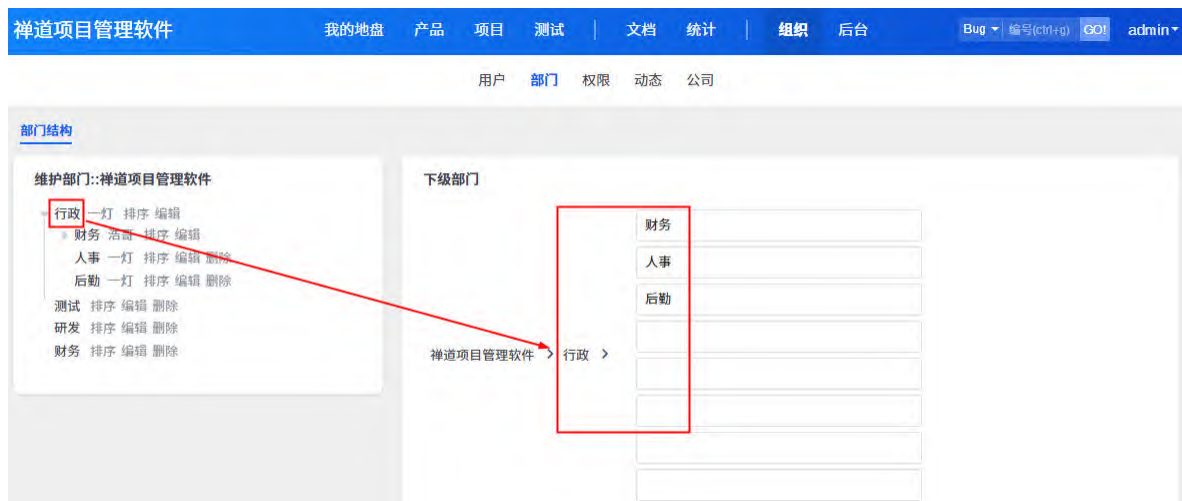 禅道项目管理软件 我的地盘 产品 项目 测试 | 文档 统计 | 组织 后台 Bug 编号(ctrl+g) GO! admin
用户 部门 权限 动态 公司
部门结构
维护部门::禅道项目管理软件
行政 一灯 排序 编辑
财务 浩哥 排序 编辑
人事 一灯 排序 编辑 删除
后勤 一灯 排序 编辑 删除
测试 排序 编辑 删除
研发 排序 编辑 删除
财务 排序 编辑 删除
下级部门
财务
人事
后勤
禅道项目管理软件 > 行政 >